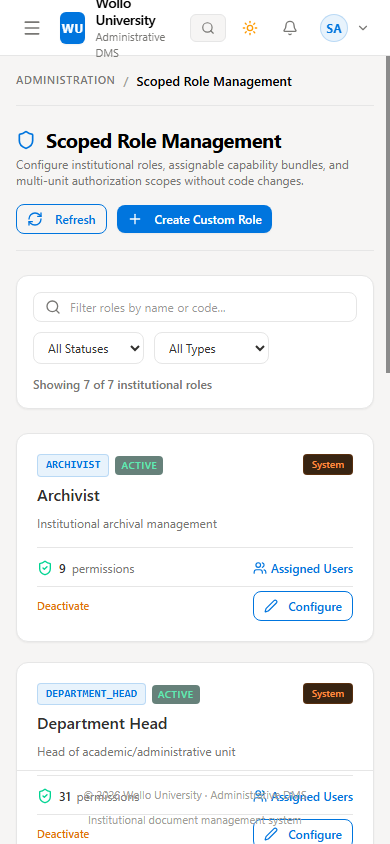 Wollo
University
Administrative
DMS
WU
SA
ADMINISTRATION / Scoped Role Management
Scoped Role Management
Configure institutional roles, assignable capability bundles, and
multi-unit authorization scopes without code changes.
Refresh
Create Custom Role
Filter roles by name or code...
All Statuses
All Types
Showing 7 of 7 institutional roles
ARCHIVIST
ACTIVE
System
Archivist
Institutional archival management
9 permissions
Assigned Users
Deactivate
Configure
DEPARTMENT_HEAD
ACTIVE
System
Department Head
Head of academic/administrative unit
31 permissions
Assigned Users
© 2026 Wollo University · Administrative DMS
Institutional document management system
Deactivate
Configure